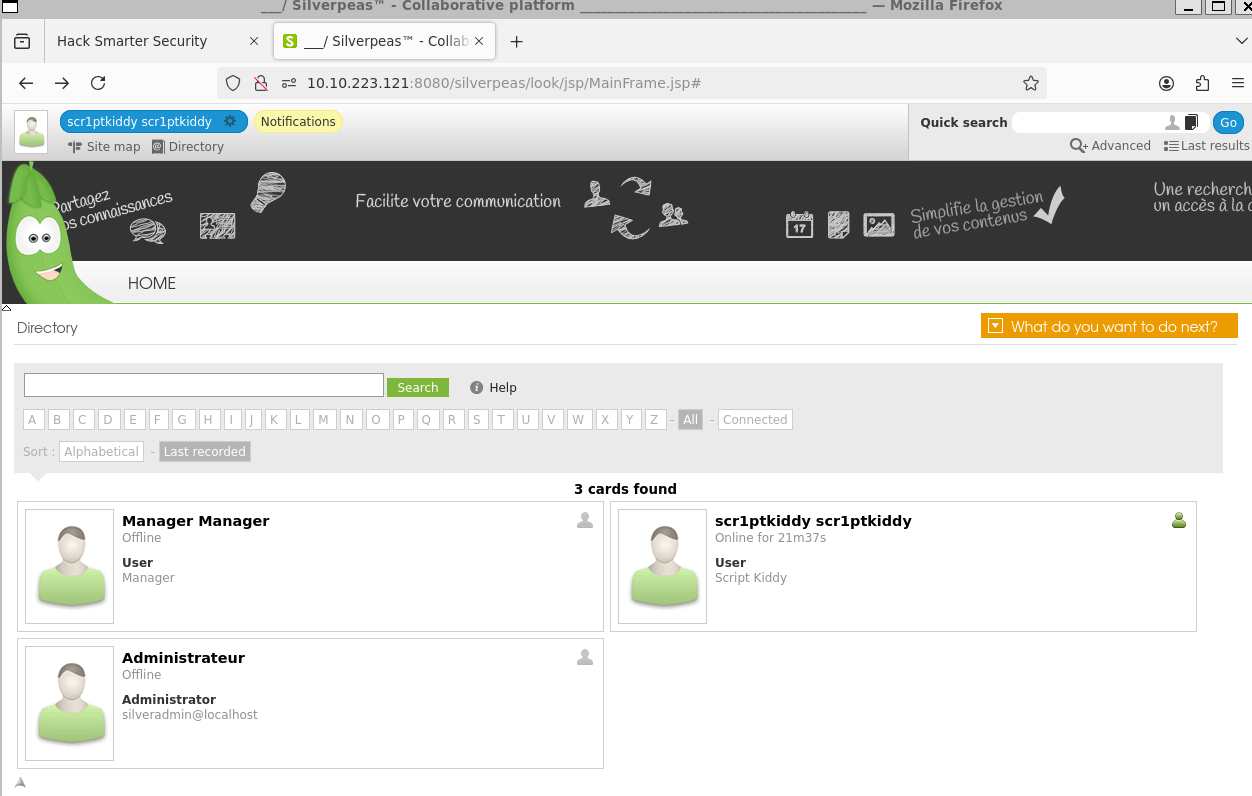 ___/ Silverpeas™ - Collaborative platform ___________________________________ — Mozilla Firefox
Hack Smarter Security
___/ Silverpeas™ - Collab
10.10.223.121:8080/silverpeas/look/jsp/MainFrame.jsp#
scr1ptkiddy scr1ptkiddy
Notifications
Quick search
Go
Site map
Directory
Advanced
Last results
Partagez
os connaissances
Facilite votre communication
17
Simplifie la gestion
de vos contenus
Une recherch
un accès à la c
HOME
Directory
What do you want to do next?
Search
Help
A B C D E F G H I J K L M N O P Q R S T U V W X Y Z - All - Connected
Sort : Alphabetical - Last recorded
3 cards found
Manager Manager
Offline
User
Manager
scr1ptkiddy scr1ptkiddy
Online for 21m37s
User
Script Kiddy
Administrateur
Offline
Administrator
silveradmin@localhost